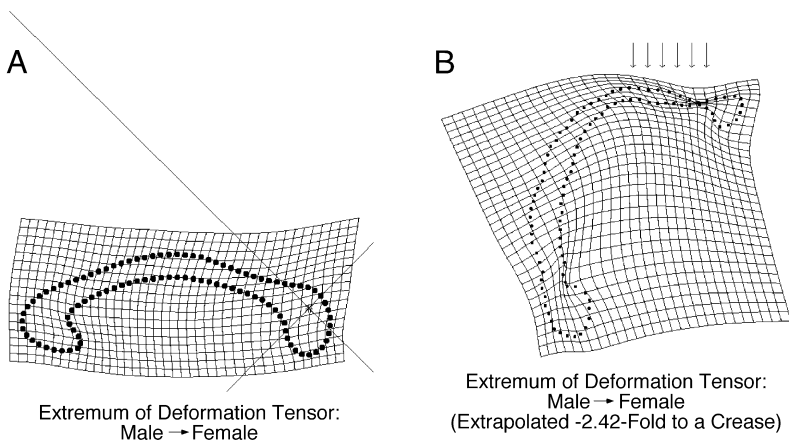 A
Extremum of Deformation Tensor:
Male → Female
B
Extremum of Deformation Tensor:
Male → Female
(Extrapolated -2.42-Fold to a Crease)